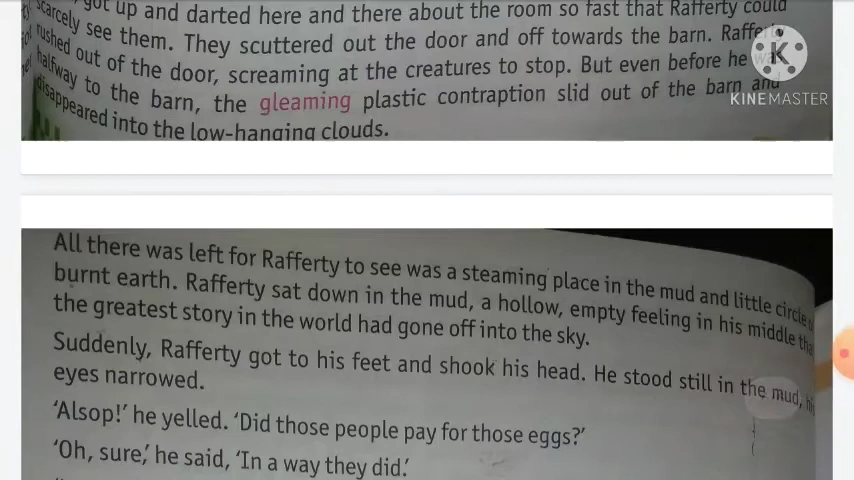 got up and darted here and there about the room so fast that Rafferty could
scarcely see them. They scuttered out the door and off towards the barn.
rushed out of the door, screaming at the creatures to stop. But even before he
halfway to the barn, the gleaming plastic contraption slid out of the barn and
disappeared into the low-hanging clouds.
KINEMASTER
All there was left for Rafferty to see was a steaming place in the mud and little circle
burnt earth. Rafferty sat down in the mud, a hollow, empty feeling in his middle
the greatest story in the world had gone off into the sky.
Suddenly, Rafferty got to his feet and shook his head. He stood still in the mud,
eyes narrowed.
‘Alsop!’ he yelled. ‘Did those people pay for those eggs?’
‘Oh, sure,’ he said, ‘In a way they did.’